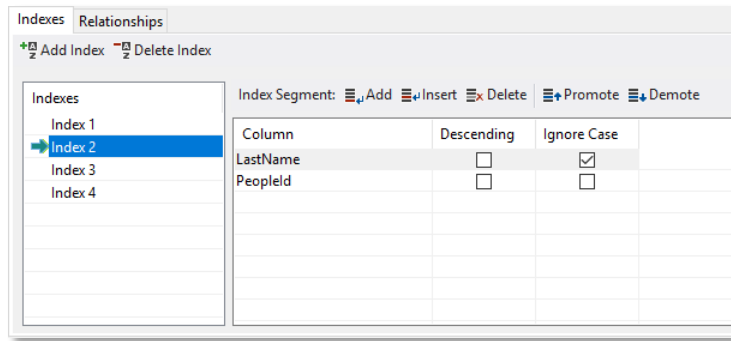 Indexes Relationships
Add Index Delete Index
Indexes
Index 1
Index 2
Index 3
Index 4
Index Segment: Add Insert Delete Promote Demote
Column Descending Ignore Case
LastName
PeopleId